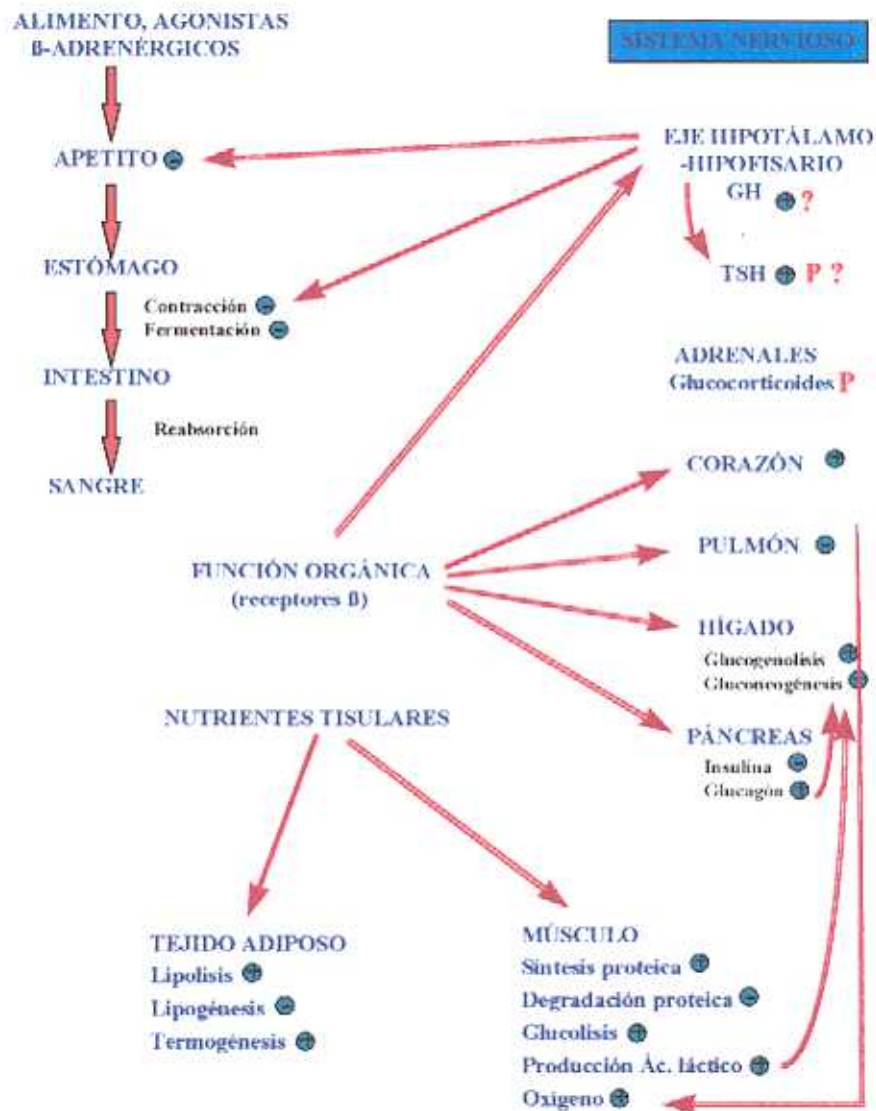 ALIMENTO, AGONISTAS
ß-ADRENÉRGICOS
SISTEMA NERVIOSO
APETITO -
EJE HIPOTÁLAMO
-HIPOFISARIO
GH + ?
TSH + P ?
ESTÓMAGO
Contracción -
Fermentación -
INTESTINO
Reabsorción
SANGRE
ADRENALES
Glucocorticoides P
CORAZÓN +
PULMÓN -
FUNCIÓN ORGÁNICA
(receptores ß)
HÍGADO
Glucogenolisis +
Gluconeogénesis
NUTRIENTES TISULARES
PÁNCREAS
Insulina -
Glucagón +
TEJIDO ADIPOSO
Lipolisis +
Lipogénesis -
Termogénesis +
MÚSCULO
Síntesis proteica +
Degradación proteica -
Glucolisis +
Producción Ác. láctico +
Oxigeno +